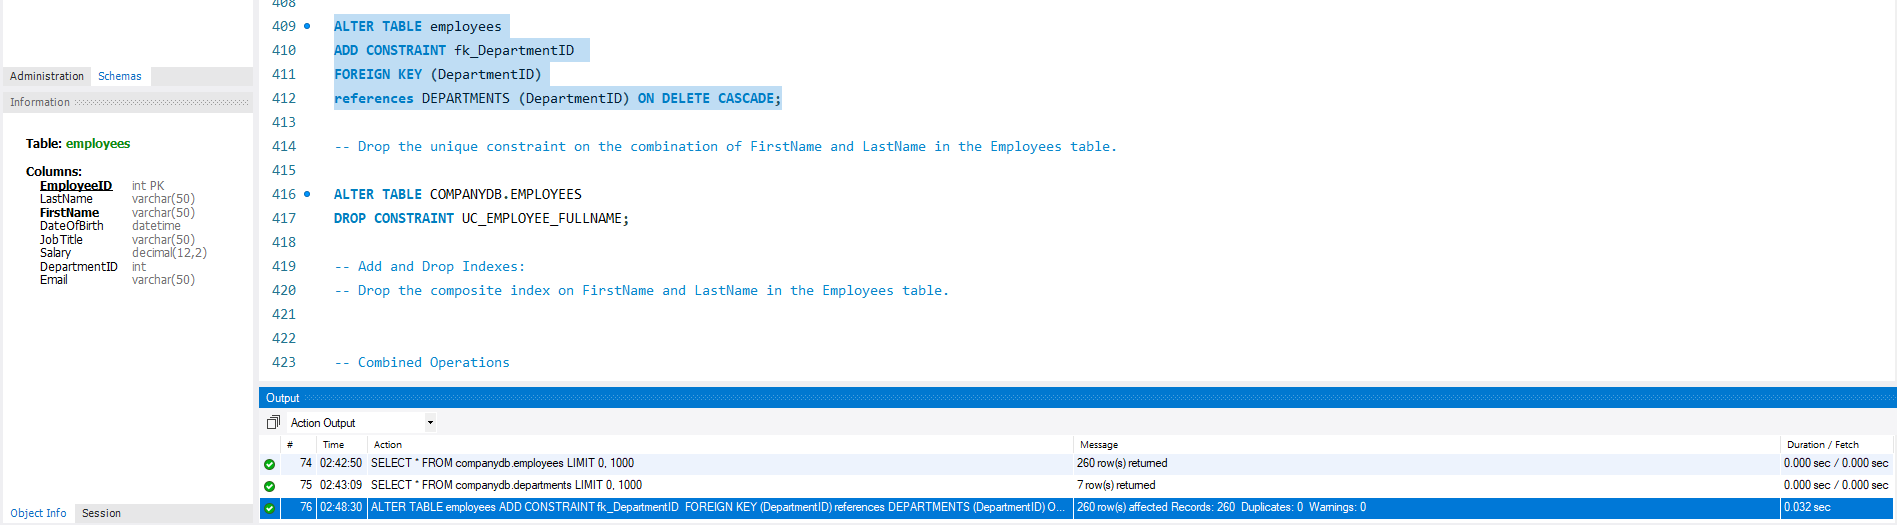 Administration Schemas
Information
Table: employees
Columns:
EmployeeID int PK
LastName varchar(50)
FirstName varchar(50)
DateOfBirth datetime
JobTitle varchar(50)
Salary decimal(12,2)
DepartmentID int
Email varchar(50)
Object Info Session
408
409 ALTER TABLE employees
410 ADD CONSTRAINT fk_DepartmentID
411 FOREIGN KEY (DepartmentID)
412 references DEPARTMENTS (DepartmentID) ON DELETE CASCADE;
413
414 -- Drop the unique constraint on the combination of FirstName and LastName in the Employees table.
415
416 ALTER TABLE COMPANYDB.EMPLOYEES
417 DROP CONSTRAINT UC_EMPLOYEE_FULLNAME;
418
419 -- Add and Drop Indexes:
420 -- Drop the composite index on FirstName and LastName in the Employees table.
421
422
423 -- Combined Operations
Output
Action Output
# Time Action Message Duration / Fetch
74 02:42:50 SELECT * FROM companydb.employees LIMIT 0, 1000 260 row(s) returned 0.000 sec / 0.000 sec
75 02:43:09 SELECT * FROM companydb.departments LIMIT 0, 1000 7 row(s) returned 0.000 sec / 0.000 sec
76 02:48:30 ALTER TABLE employees ADD CONSTRAINT fk_DepartmentID FOREIGN KEY (DepartmentID) references DEPARTMENTS (DepartmentID) O... 260 row(s) affected Records: 260 Duplicates: 0 Warnings: 0 0.032 sec